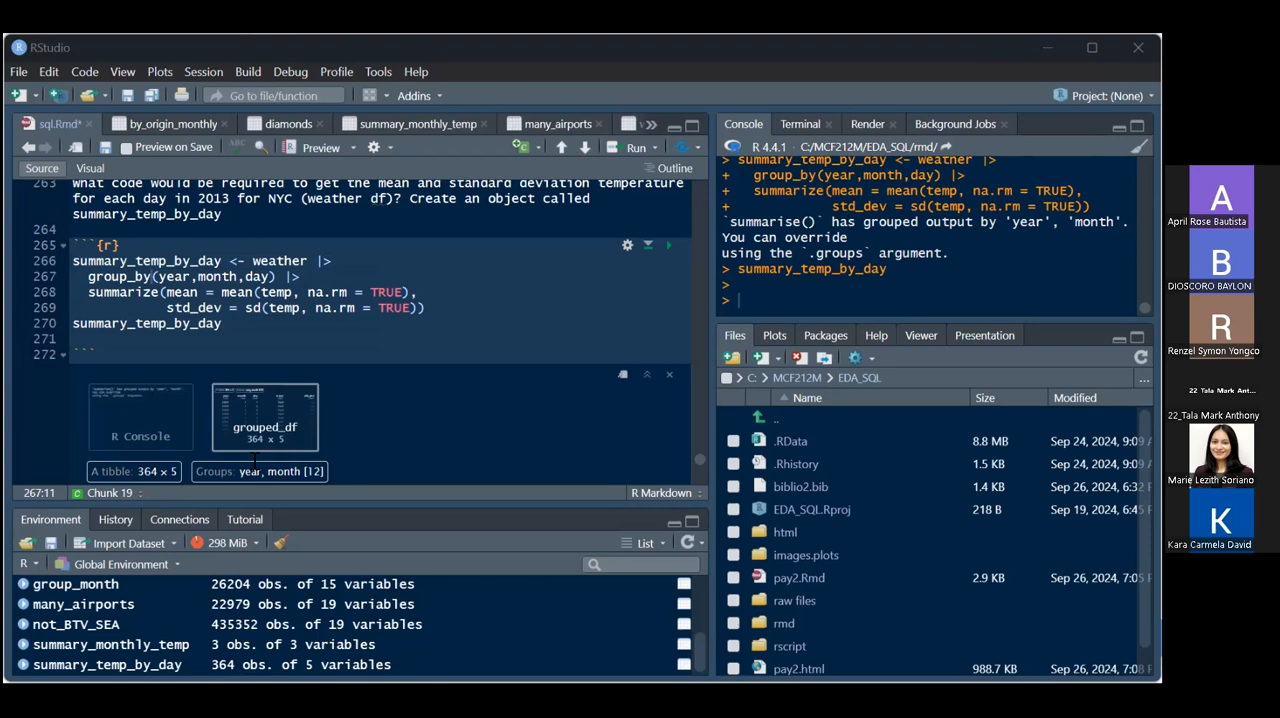 RStudio
File Edit Code View Plots Session Build Debug Profile Tools Help
Go to file/function Addins Project: (None)
sql.Rmd* by_origin_monthly diamonds summary_monthly_temp many_airports
Preview on Save Preview Run
Source Visual Outline
263 what code would be required to get the mean and standard deviation temperature
for each day in 2013 for NYC (weather df)? Create an object called
summary_temp_by_day
264
265 ```{r}
266 summary_temp_by_day <- weather |>
267 group_by(year,month,day) |>
268 summarize(mean = mean(temp, na.rm = TRUE),
269 std_dev = sd(temp, na.rm = TRUE))
270 summary_temp_by_day
271
272 ```
R Console
grouped_df
364 x 5
A tibble: 364 × 5 Groups: year, month [12]
267:11 Chunk 19 R Markdown
Environment History Connections Tutorial
Import Dataset 298 MiB List
R Global Environment
group_month 26204 obs. of 15 variables
many_airports 22979 obs. of 19 variables
not_BTV_SEA 435352 obs. of 19 variables
summary_monthly_temp 3 obs. of 3 variables
summary_temp_by_day 364 obs. of 5 variables
Console Terminal Render Background Jobs
R 4.4.1 · C:/MCF212M/EDA_SQL/rmd/
> summary_temp_by_day <- weather |>
+ group_by(year,month,day) |>
+ summarize(mean = mean(temp, na.rm = TRUE),
+ std_dev = sd(temp, na.rm = TRUE))
`summarise()` has grouped output by 'year', 'month'.
You can override
using the `.groups` argument.
> summary_temp_by_day
>
>
Files Plots Packages Help Viewer Presentation
C: > MCF212M > EDA_SQL ...
Name Size Modified
..
.RData 8.8 MB Sep 24, 2024, 9:09
.Rhistory 1.5 KB Sep 24, 2024, 9:09
biblio2.bib 1.4 KB Sep 26, 2024, 6:32
EDA_SQL.Rproj 218 B Sep 19, 2024, 6:45
html
images.plots
pay2.Rmd 2.9 KB Sep 26, 2024, 7:05
raw files
rmd
rscript
pay2.html 988.7 KB Sep 26, 2024, 7:08
A
April Rose Bautista
B
DIOSCORO BAYLON
R
Renzel Symon Yongco
22_Tala Mark Ant...
22_Tala Mark Anthony
Marie Lezith Soriano
K
Kara Carmela David